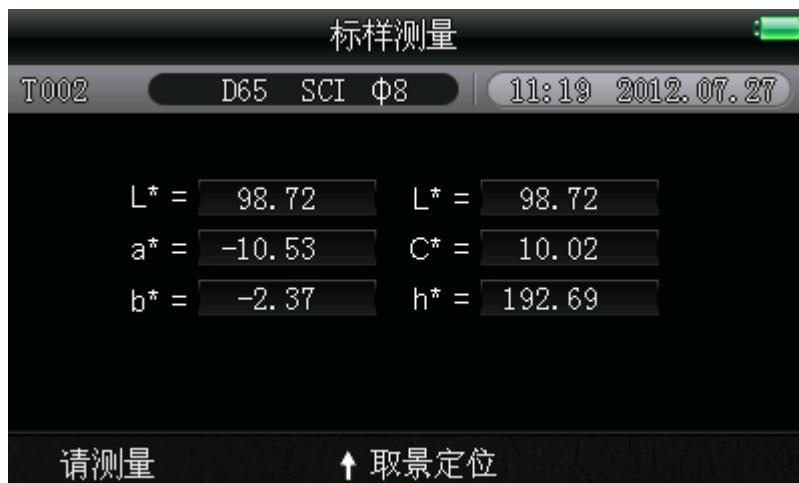 标样测量
T002 D65 SCI Φ8 11:19 2012.07.27
L* = 98.72 L* = 98.72
a* = -10.53 C* = 10.02
b* = -2.37 h* = 192.69
请测量 ↑ 取景定位